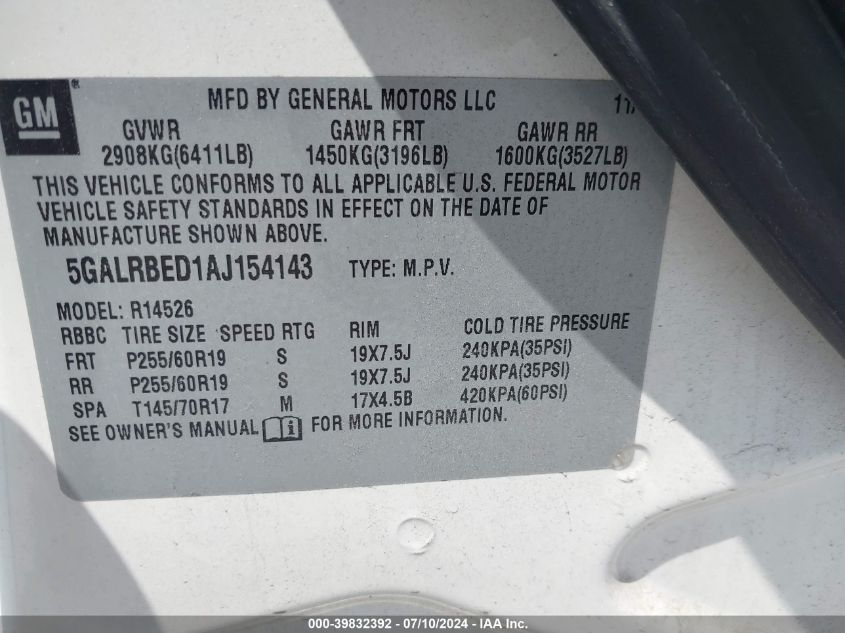 GM ®
MFD BY GENERAL MOTORS LLC 11/
GVWR GAWR FRT GAWR RR
2908KG(6411LB) 1450KG(3196LB) 1600KG(3527LB)
THIS VEHICLE CONFORMS TO ALL APPLICABLE U.S. FEDERAL MOTOR
VEHICLE SAFETY STANDARDS IN EFFECT ON THE DATE OF
MANUFACTURE SHOWN ABOVE.
5GALRBED1AJ154143 TYPE: M.P.V.
MODEL: R14526
RBBC TIRE SIZE SPEED RTG RIM COLD TIRE PRESSURE
FRT P255/60R19 S 19X7.5J 240KPA(35PSI)
RR P255/60R19 S 19X7.5J 240KPA(35PSI)
SPA T145/70R17 M 17X4.5B 420KPA(60PSI)
SEE OWNER'S MANUAL i FOR MORE INFORMATION.
000-39832392 - 07/10/2024 - IAAI, Inc.